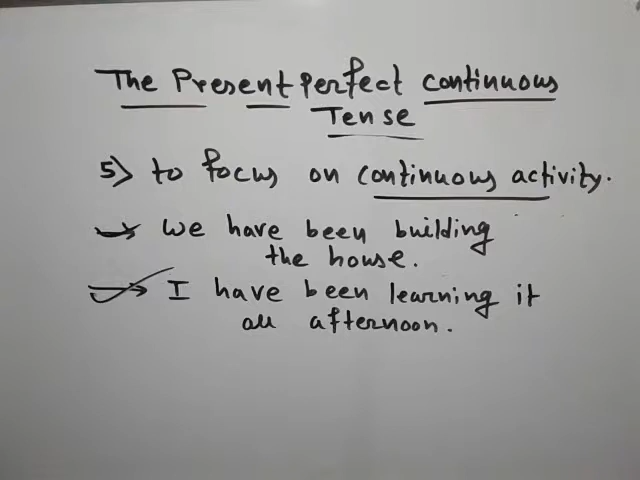 The Present perfect continuous
Tense
5) to focus on continuous activity.
→ We have been building
the house.
→ I have been learning it
all afternoon.